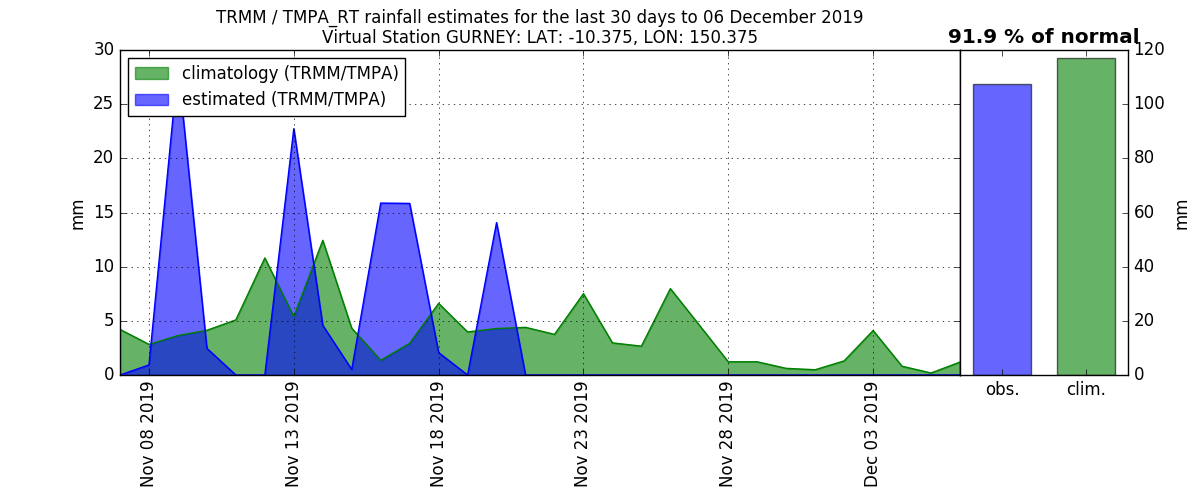 TRMM / TMPA_RT rainfall estimates for the last 30 days to 06 December 2019
Virtual Station GURNEY: LAT: -10.375, LON: 150.375
91.9 % of normal
climatology (TRMM/TMPA)
estimated (TRMM/TMPA)
30
25
20
15
10
5
0
mm
120
100
80
60
40
20
0
mm
Nov 08 2019
Nov 13 2019
Nov 18 2019
Nov 23 2019
Nov 28 2019
Dec 03 2019
obs.
clim.